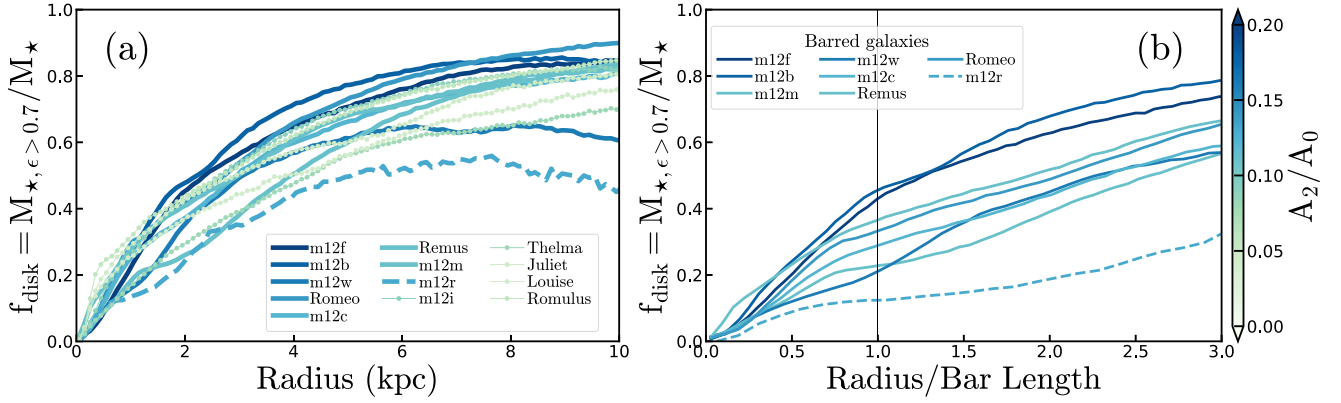 (a)
f_disk = M_⋆, ϵ > 0.7/M_⋆
1.0
0.8
0.6
0.4
0.2
0.0
0
2
4
6
8
10
Radius (kpc)
m12f
m12b
m12w
Romeo
m12c
Remus
m12m
m12r
m12i
Thelma
Juliet
Louise
Romulus
(b)
f_disk = M_⋆, ϵ > 0.7/M_⋆
1.0
0.8
0.6
0.4
0.2
0.0
0.0
0.5
1.0
1.5
2.0
2.5
3.0
Radius/Bar Length
Barred galaxies
m12f
m12b
m12m
m12w
m12c
Remus
Romeo
m12r
0.20
0.15
0.10
0.05
0.00
A_2/A_0